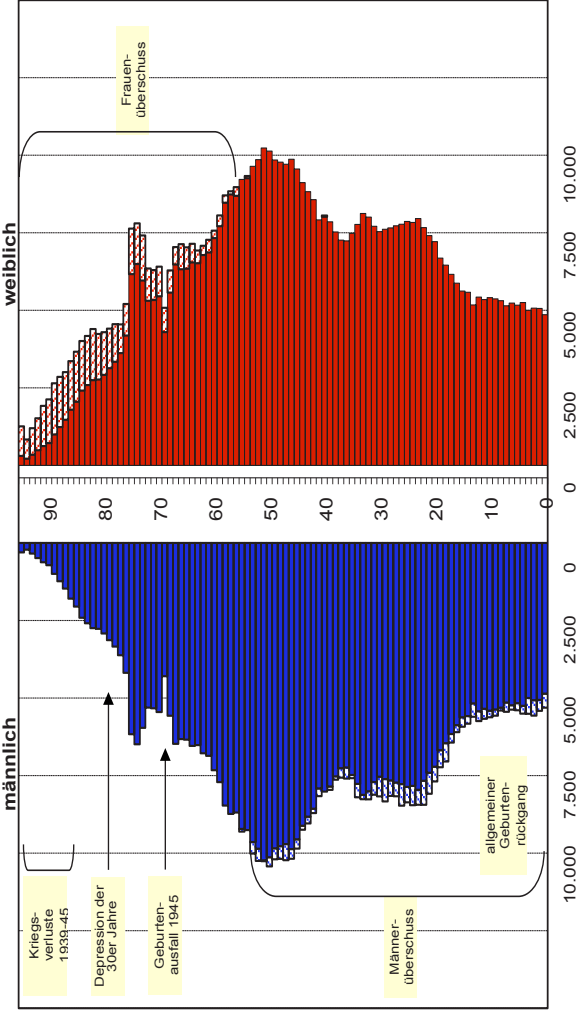 männlich
weiblich
Kriegs-
verluste
1939-45
Depression der
30er Jahre
Geburten-
ausfall 1945
Männer-
überschuss
allgemeiner
Geburten-
rückgang
Frauen-
überschuss
90
80
70
60
50
40
30
20
10
0
10.000
7.500
5.000
2.500
0
0
2.500
5.000
7.500
10.000